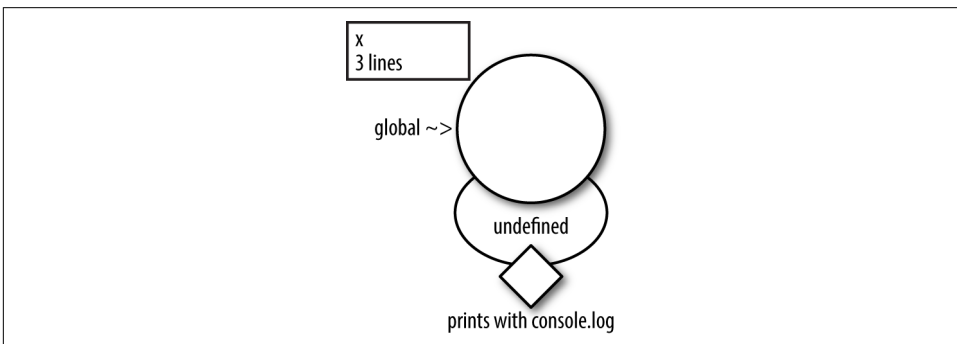 x
3 lines
global ~>
undefined
prints with console.log